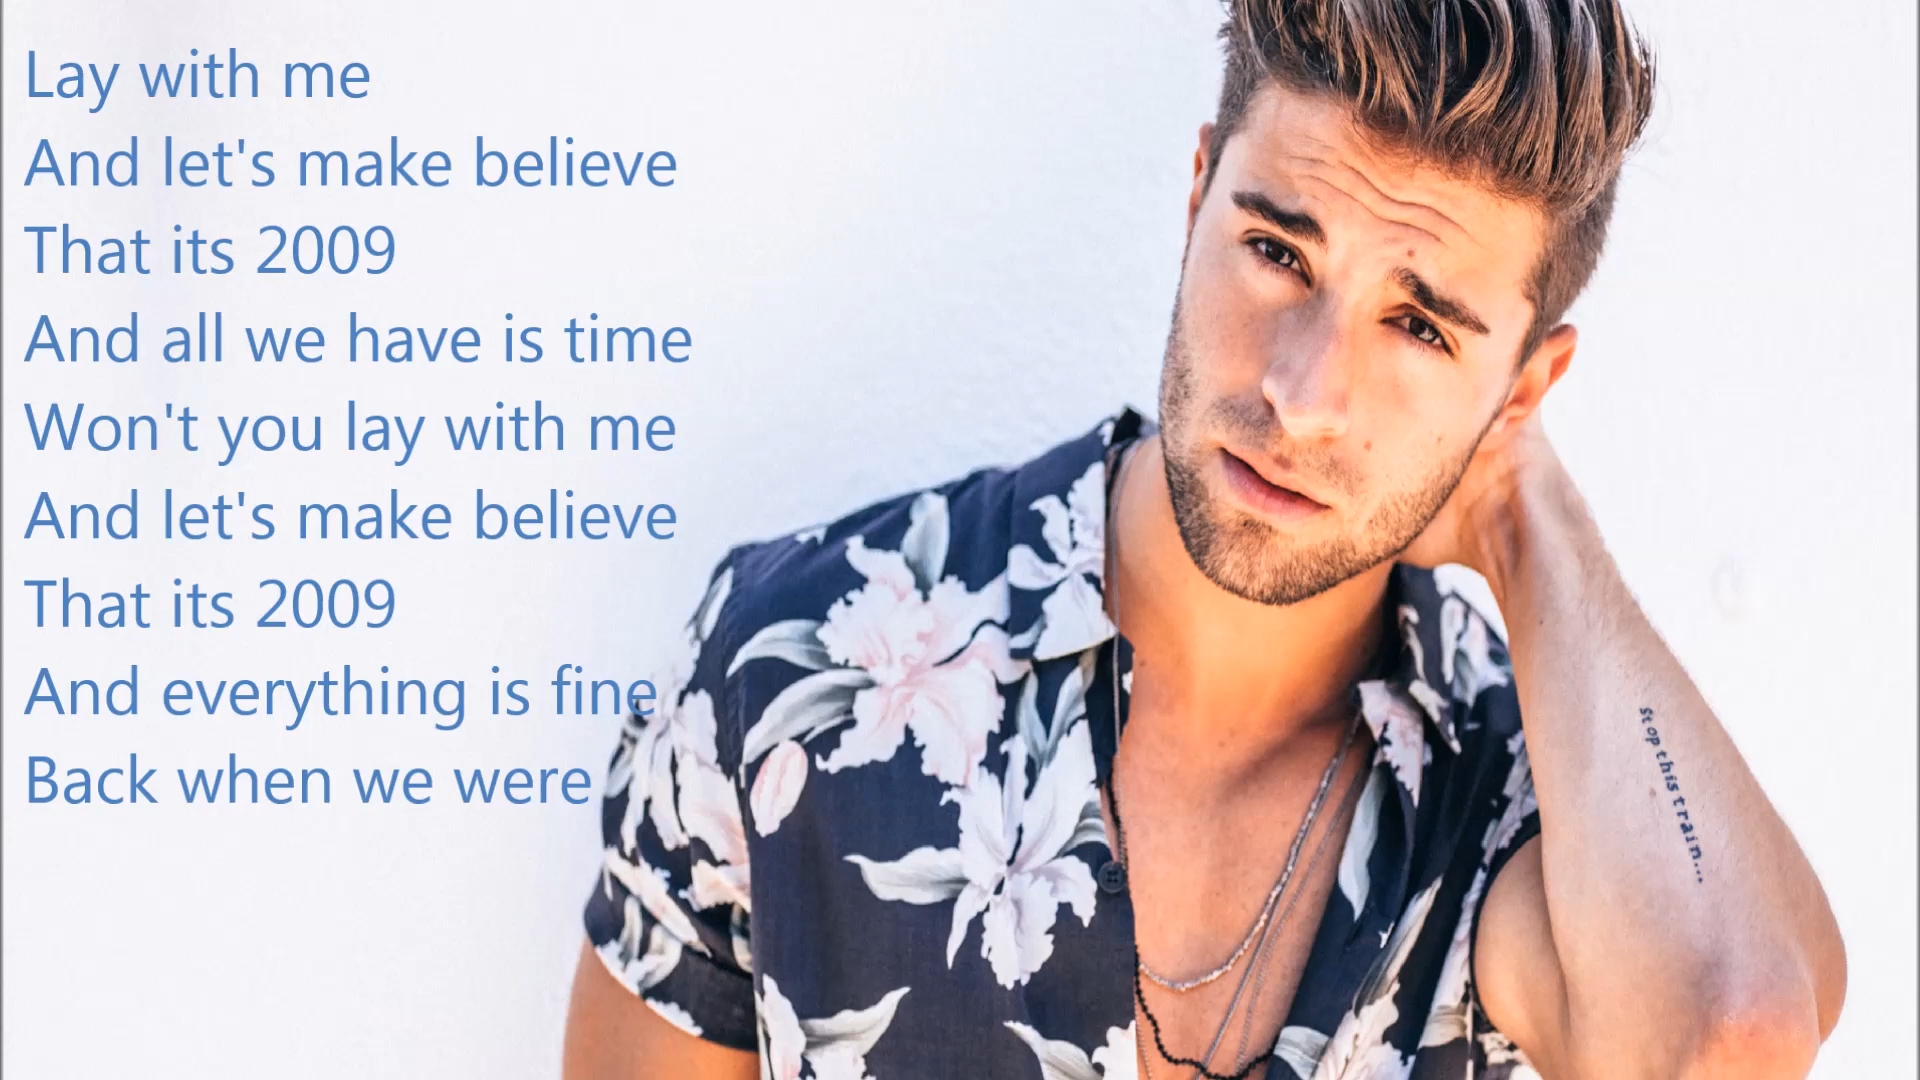 Lay with me
And let's make believe
That its 2009
And all we have is time
Won't you lay with me
And let's make believe
That its 2009
And everything is fine
Back when we were
Stop this train...